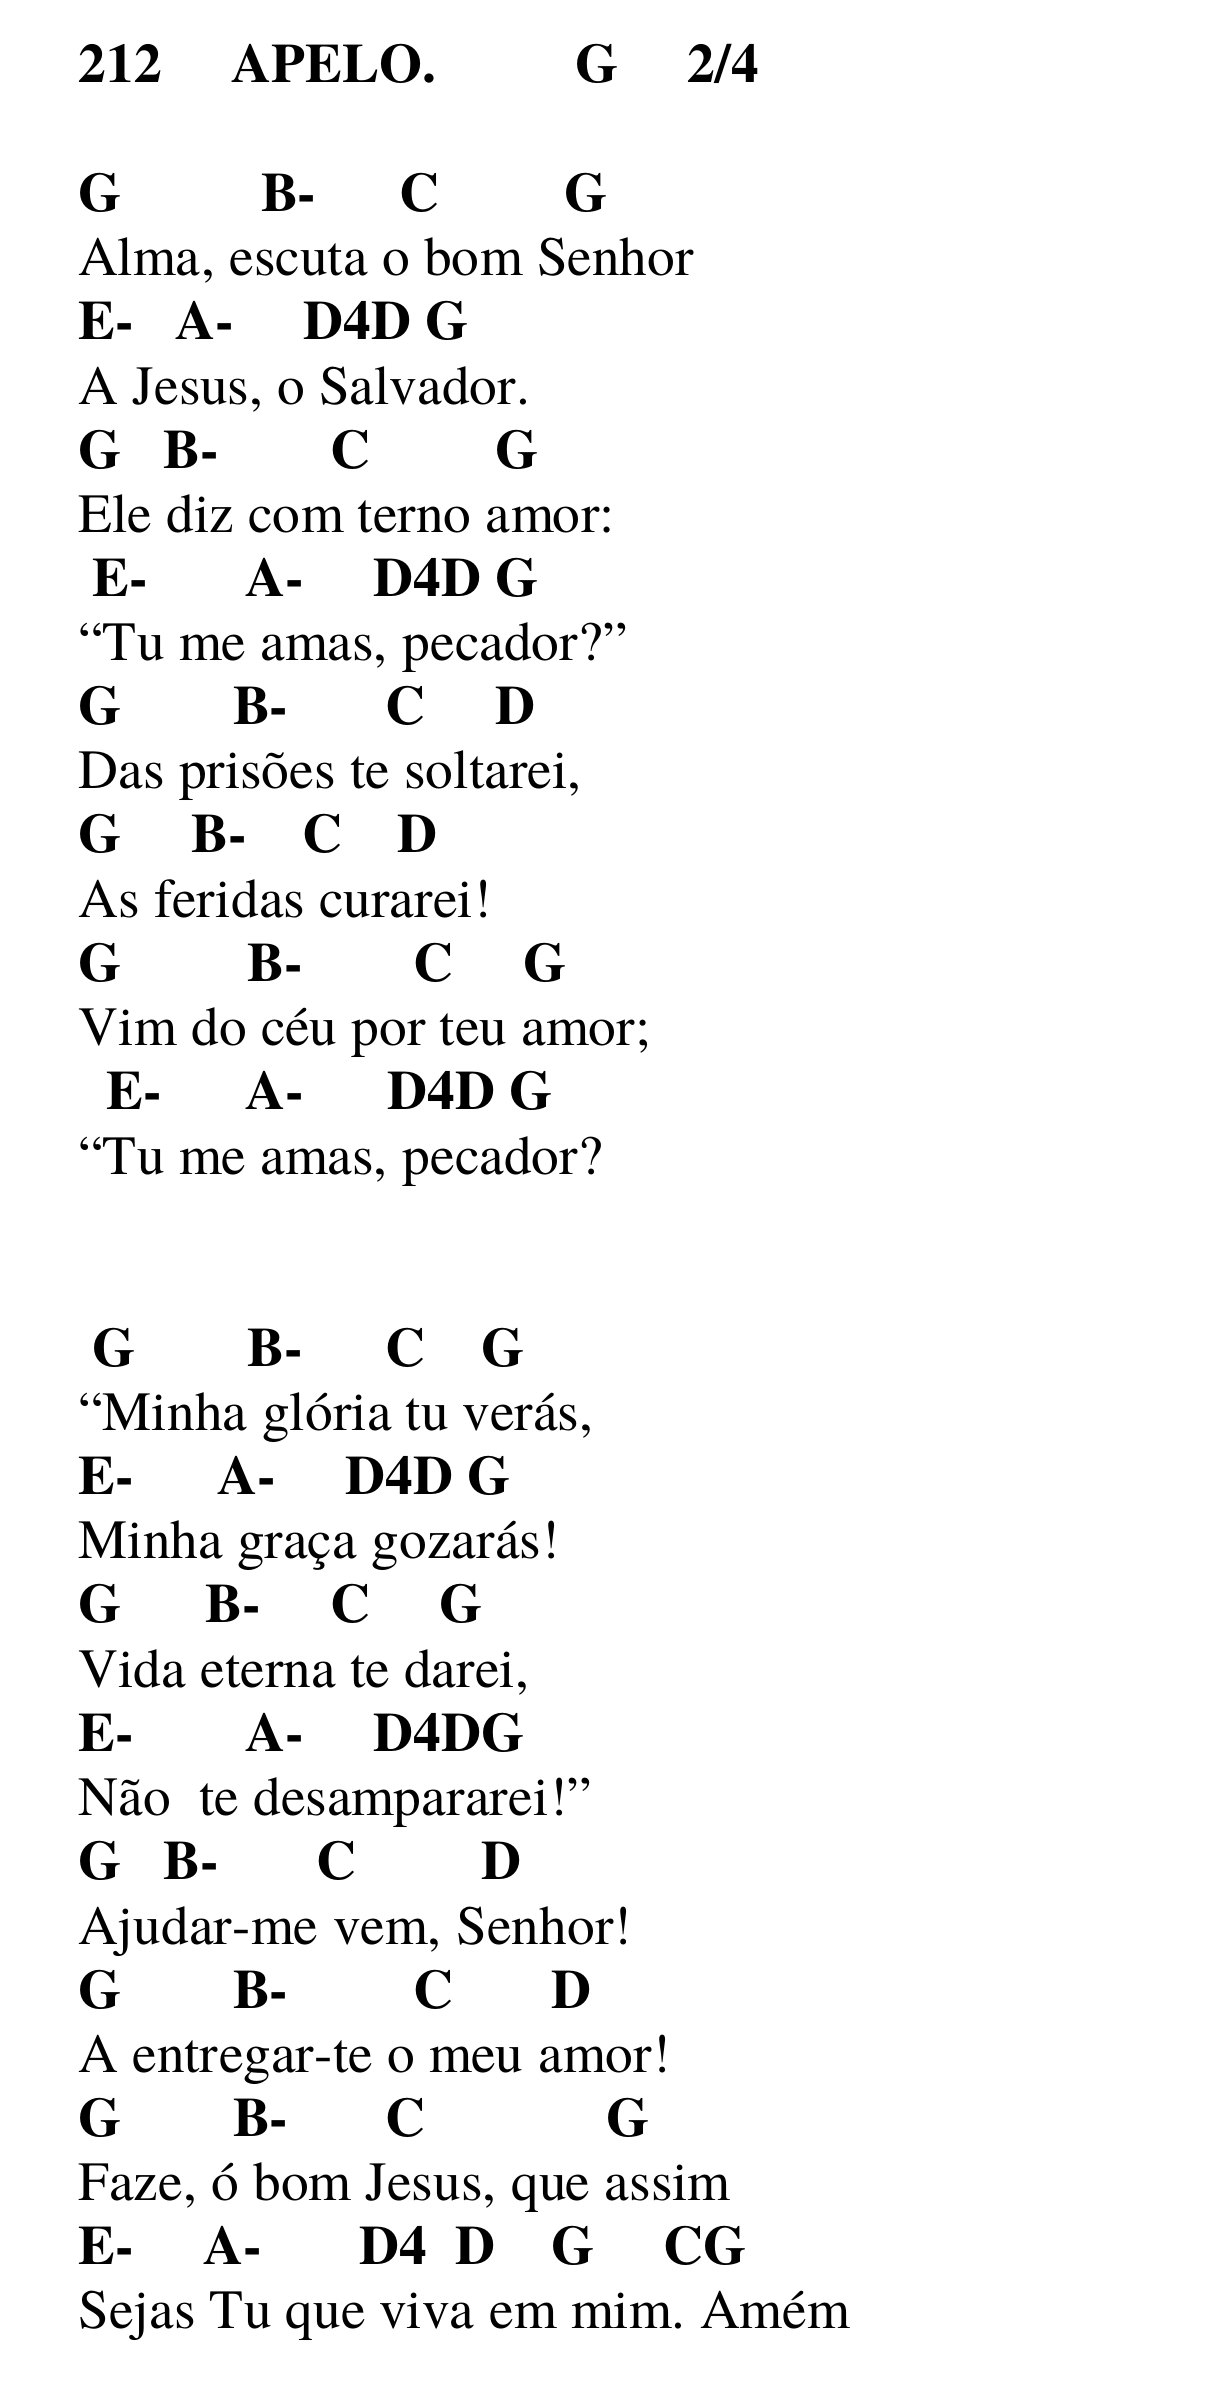 212     APELO.          G     2/4
G          B-      C         G
Alma, escuta o bom Senhor
E-   A-     D4D G
A Jesus, o Salvador.
G   B-        C         G
Ele diz com terno amor:
E-       A-     D4D G
“Tu me amas, pecador?”
G        B-       C     D
Das prisões te soltarei,
G     B-    C    D
As feridas curarei!
G         B-        C     G
Vim do céu por teu amor;
E-      A-      D4D G
“Tu me amas, pecador?
G        B-      C    G
“Minha glória tu verás,
E-      A-     D4D G
Minha graça gozarás!
G      B-     C     G
Vida eterna te darei,
E-        A-     D4DG
Não  te desampararei!”
G   B-       C         D
Ajudar-me vem, Senhor!
G        B-         C       D
A entregar-te o meu amor!
G        B-       C             G
Faze, ó bom Jesus, que assim
E-     A-       D4  D    G     CG
Sejas Tu que viva em mim. Amém